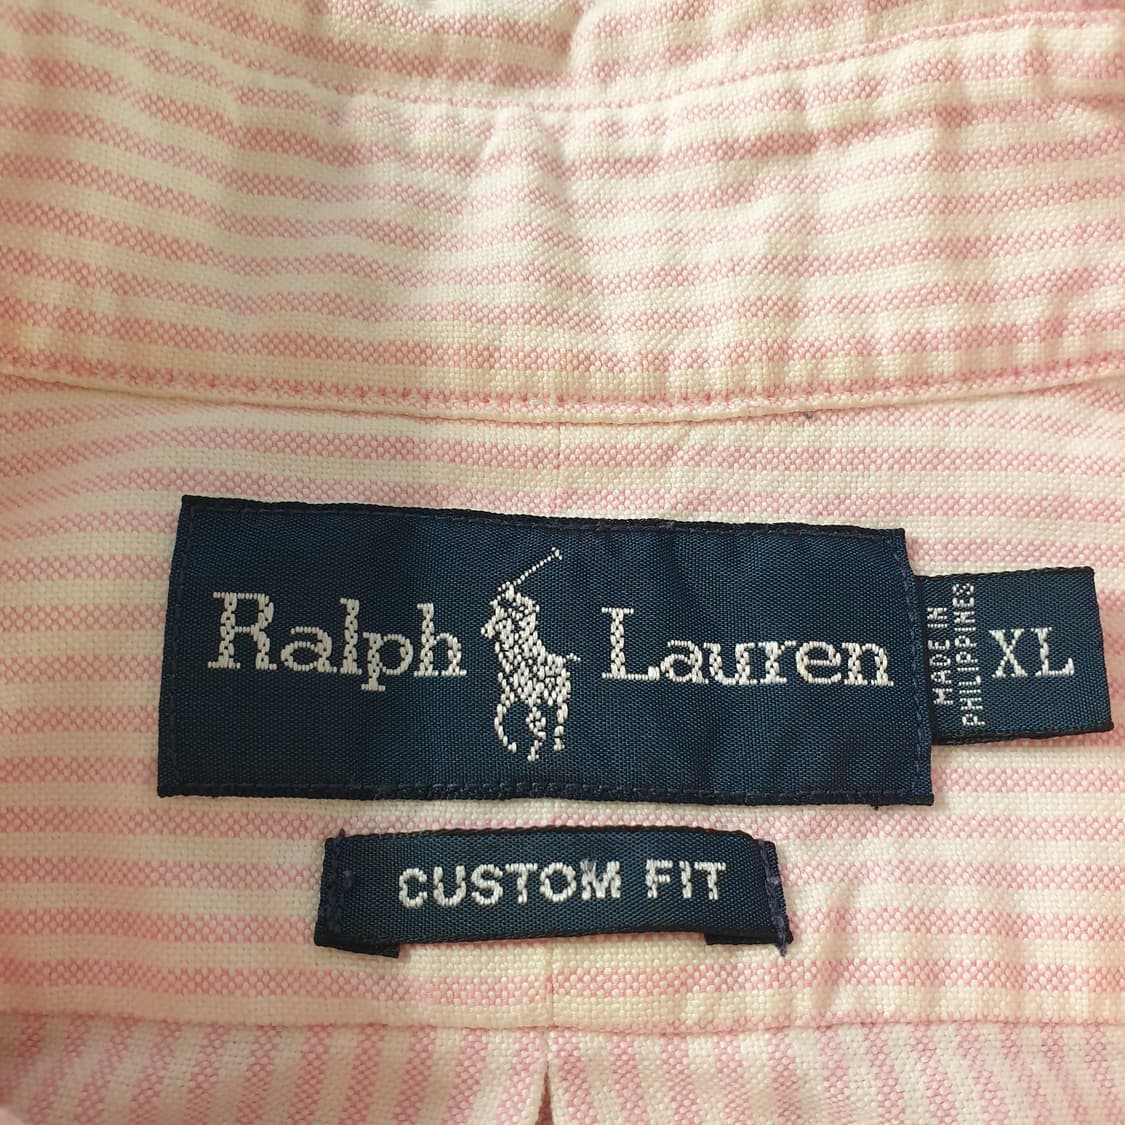 Ralph Lauren
MADE IN
PHILIPPINES
XL
CUSTOM FIT